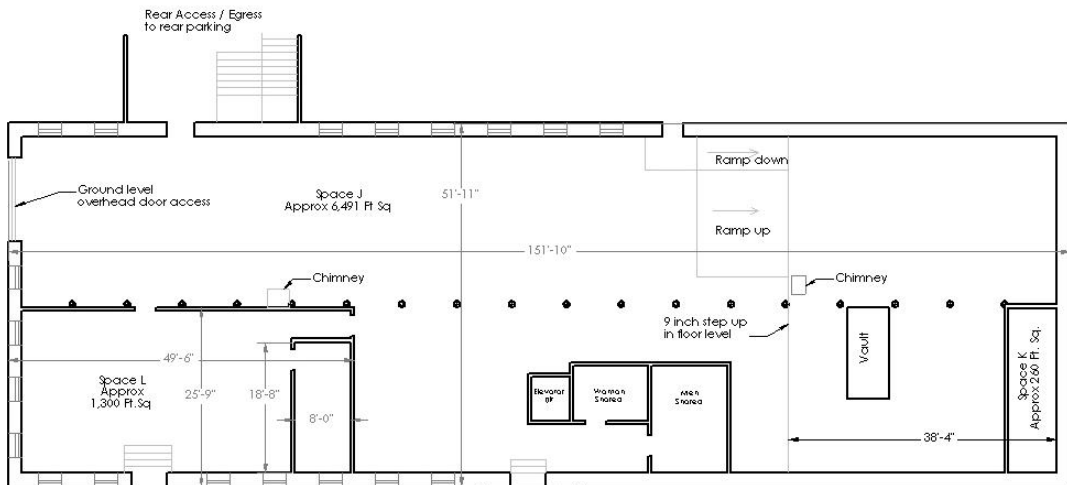 Rear Access / Egress
to rear parking
Ramp down
Ground level
overhead door access
Space J
Approx 6,491 Ft Sq
51'-11"
Ramp up
151'-10"
Chimney
Chimney
9 inch step up
in floor level
Vault
Space K
Approx 260 Ft. Sq.
49'-6"
Space L
Approx
1,300 Ft.Sq
25'-9"
18'-8"
8'-0"
Elevator
Woman
Shared
Men
Shared
38'-4"